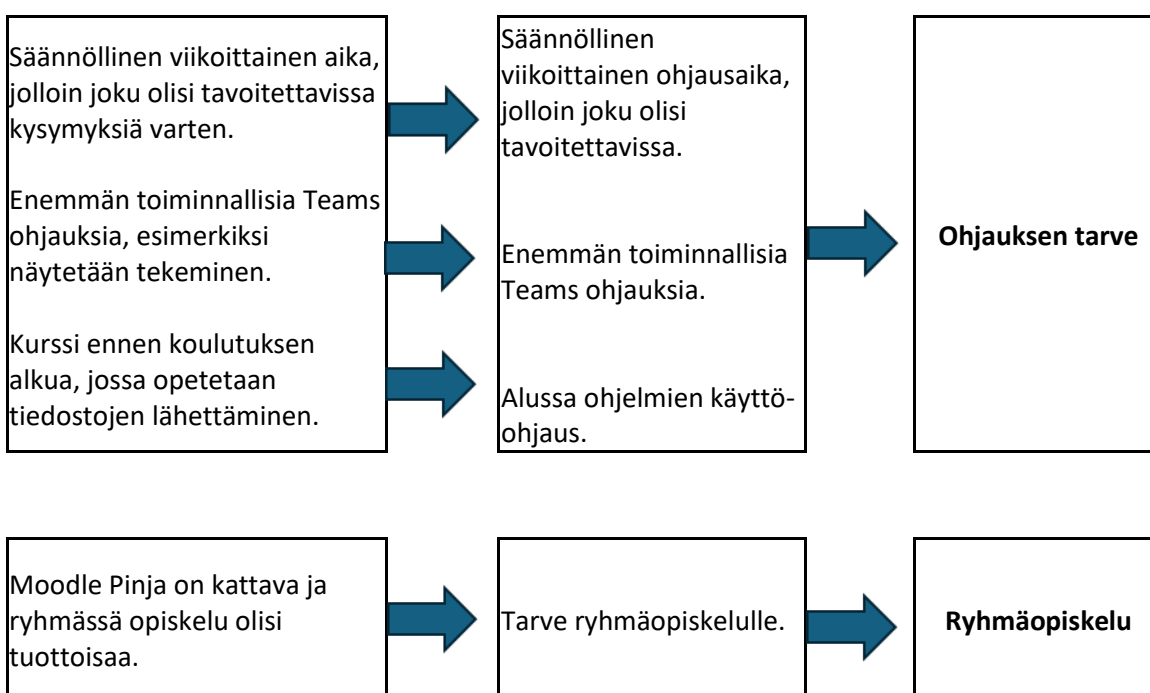 Säännöllinen viikoittainen aika,
jolloin joku olisi tavoitettavissa
kysymyksiä varten.
Enemmän toiminnallisia Teams
ohjauksia, esimerkiksi
näytetään tekeminen.
Kurssi ennen koulutuksen
alkua, jossa opetetaan
tiedostojen lähettäminen.
Säännöllinen
viikoittainen ohjausaika,
jolloin joku olisi
tavoitettavissa.
Enemmän toiminnallisia
Teams ohjauksia.
Alussa ohjelmien käyttö-
ohjaus.
Ohjauksen tarve
Moodle Pinja on kattava ja
ryhmässä opiskelu olisi
tuottoisaa.
Tarve ryhmäopiskelulle.
Ryhmäopiskelu